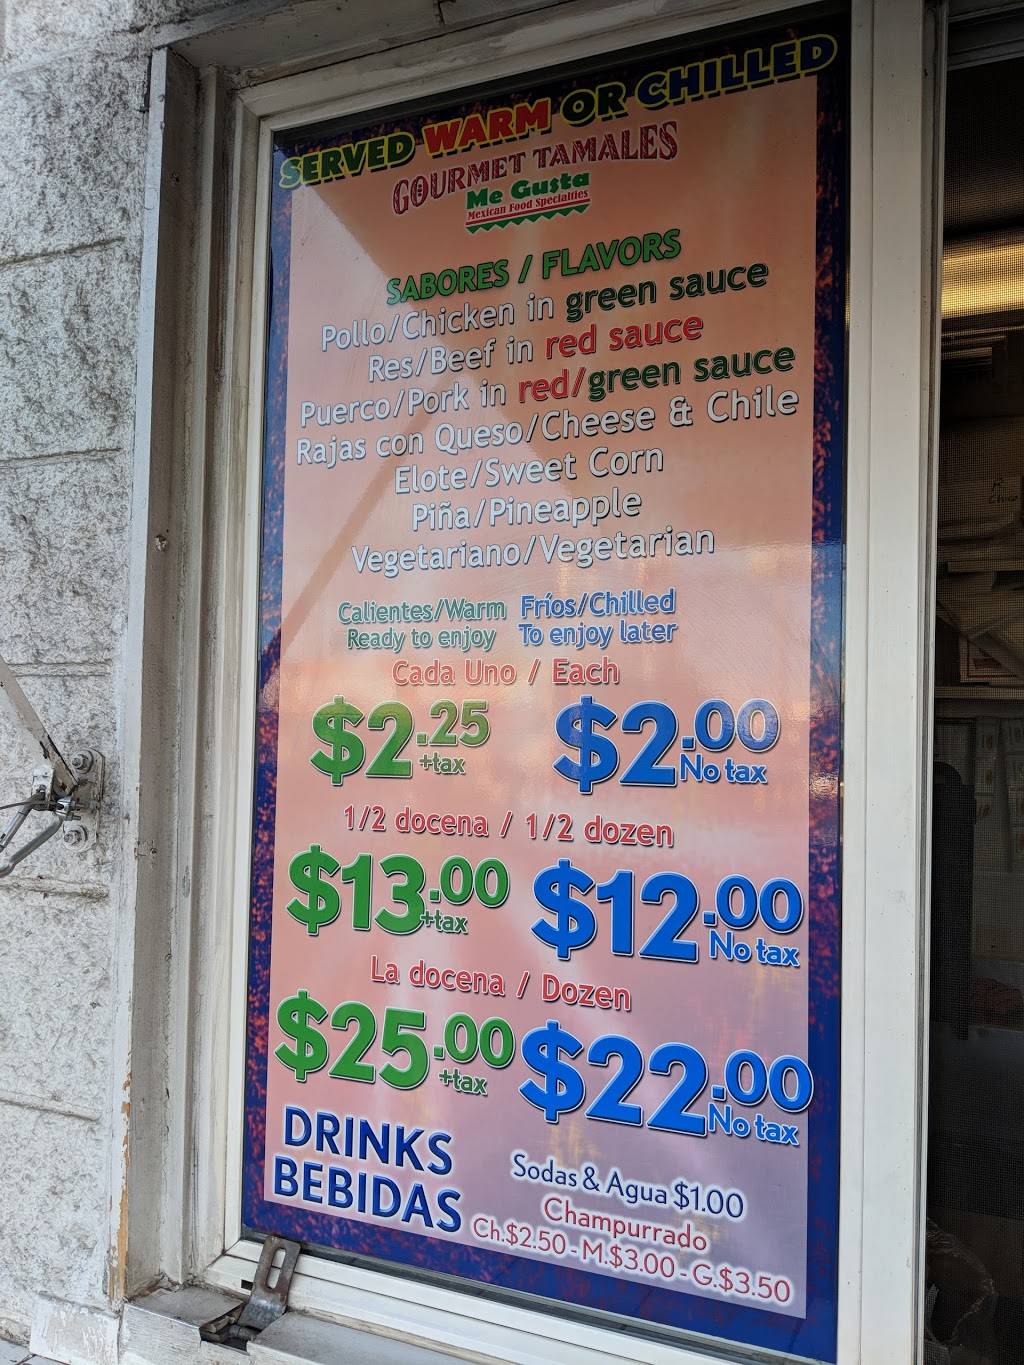 SERVED WARM OR CHILLED
GOURMET TAMALES
Me Gusta
Mexican Food Specialties
SABORES / FLAVORS
Pollo/Chicken in green sauce
Res/Beef in red sauce
Puerco/Pork in red/green sauce
Rajas con Queso/Cheese & Chile
Elote/Sweet Corn
Piña/Pineapple
Vegetariano/Vegetarian
Calientes/Warm Fríos/Chilled
Ready to enjoy To enjoy later
Cada Uno / Each
$2.25 +tax $2.00 No tax
1/2 docena / 1/2 dozen
$13.00 +tax $12.00 No tax
La docena / Dozen
$25.00 +tax $22.00 No tax
DRINKS
BEBIDAS
Sodas & Agua $1.00
Champurrado
Ch.$2.50 - M.$3.00 - G.$3.50